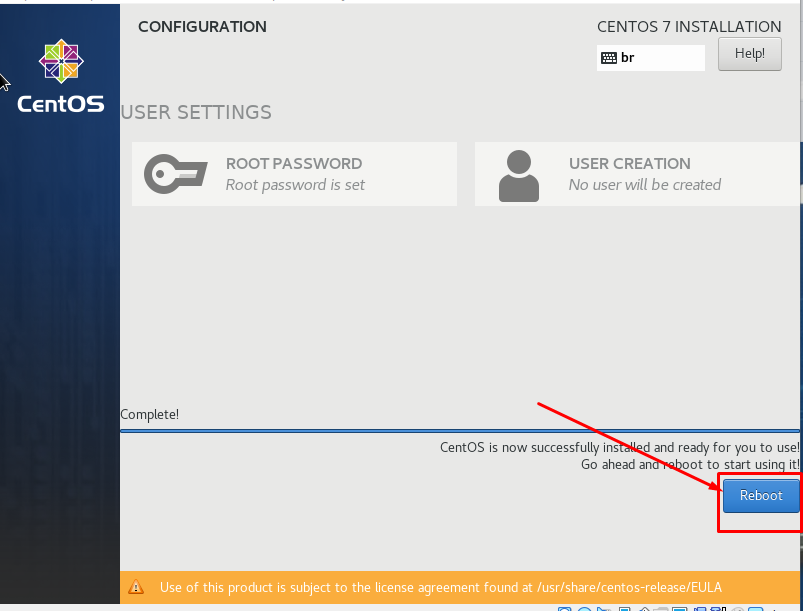 CONFIGURATION
CENTOS 7 INSTALLATION
br
Help!
CentOS
USER SETTINGS
ROOT PASSWORD
Root password is set
USER CREATION
No user will be created
Complete!
CentOS is now successfully installed and ready for you to use!
Go ahead and reboot to start using it!
Reboot
Use of this product is subject to the license agreement found at /usr/share/centos-release/EULA